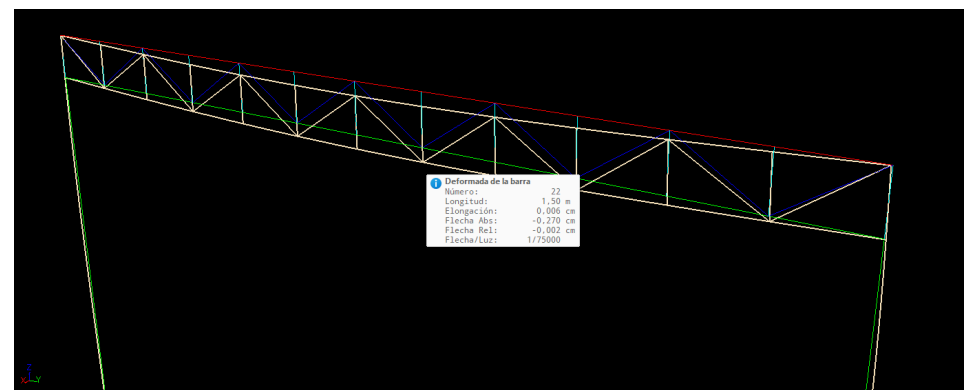 Deformada de la barra
Número: 22
Longitud: 1,50 m
Elongación: 0,006 cm
Flecha Abs: -0,270 cm
Flecha Rel: -0,002 cm
Flecha/Luz: 1/75000
Z
X Y